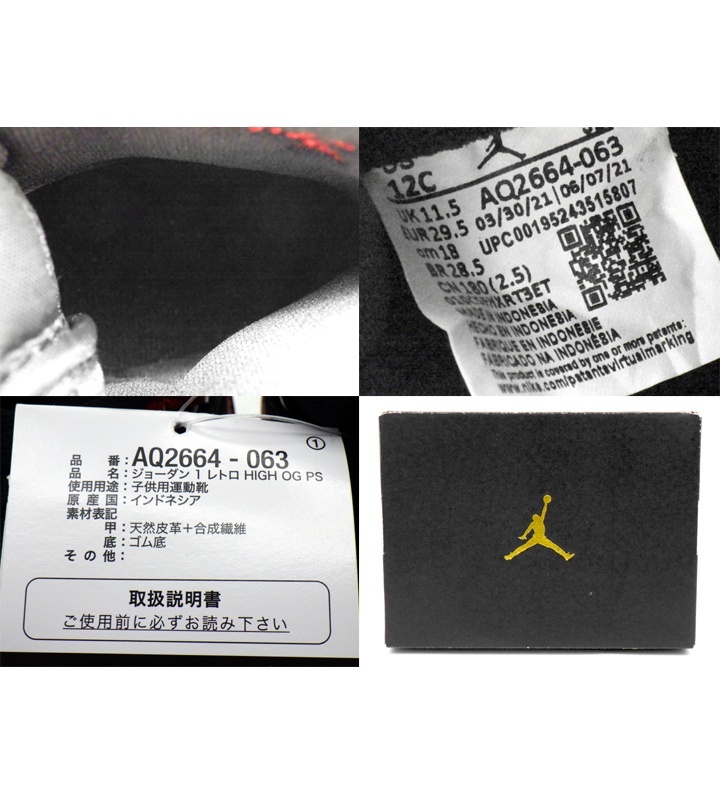 US
12C
AQ2664-063
UK11.5
03/30/21|06/07/21
EUR29.5
UPC00195243515807
cm18
BR28.5
CN180(2.5)
MADE IN INDONESIA
HECHO EN INDONESIA
FABRIQUE EN INDONESIE
FABRICADO NA INDONÉSIA
This product is covered by one or more patents:
www.nike.com/patentsvirtualmarking
①
品 番：AQ2664 - 063
品 名：ジョーダン 1 レトロ HIGH OG PS
使用用途：子供用運動靴
原 産 国：インドネシア
素材表記
甲：天然皮革＋合成繊維
底：ゴム底
そ の 他：
取扱説明書
ご使用前に必ずお読み下さい